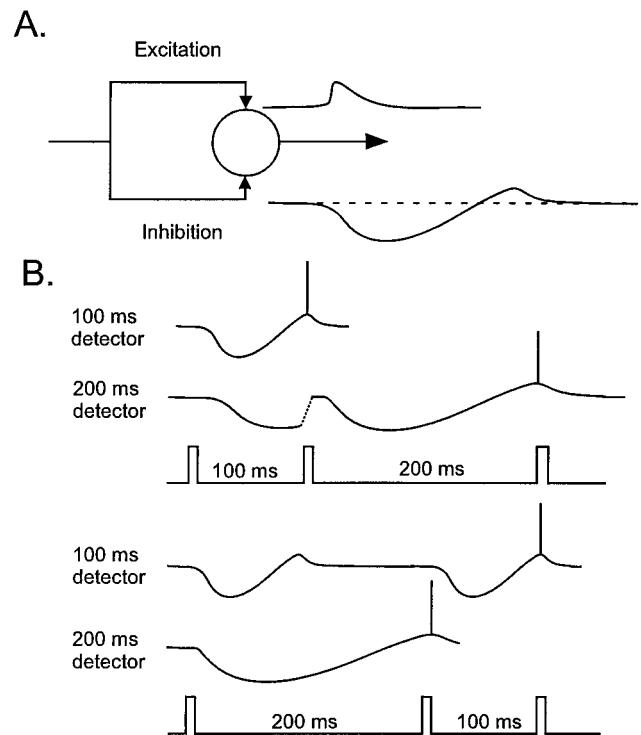 A.
Excitation
Inhibition
B.
100 ms
detector
200 ms
detector
100 ms
200 ms
100 ms
detector
200 ms
detector
200 ms
100 ms